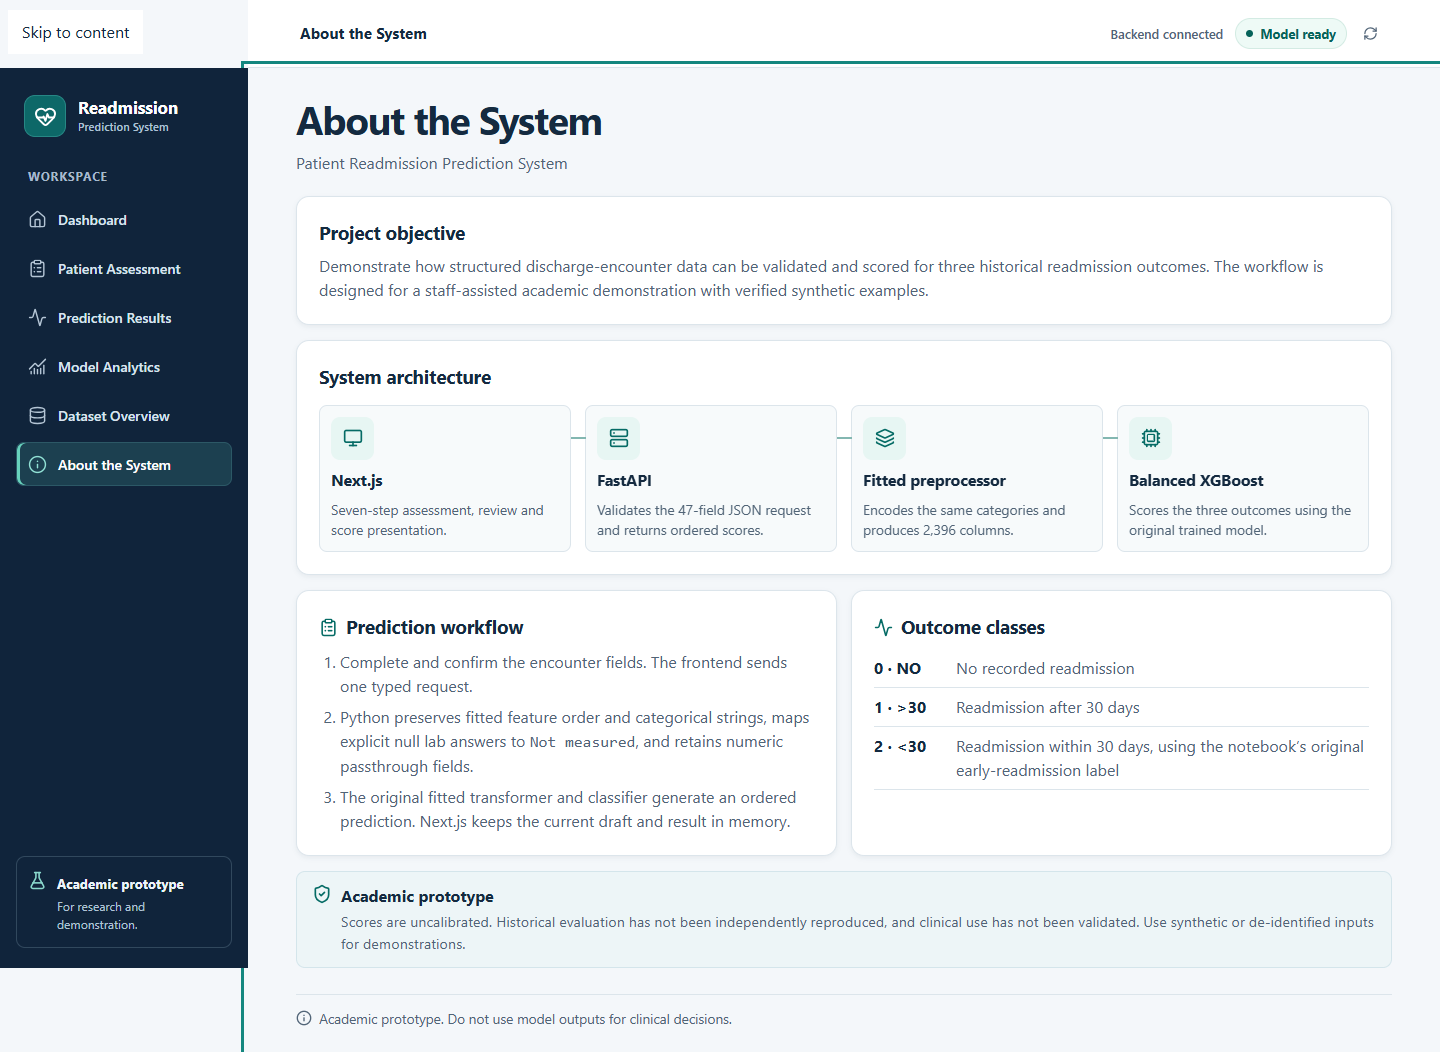 Skip to content
About the System
Backend connected
Model ready
Readmission
Prediction System
WORKSPACE
Dashboard
Patient Assessment
Prediction Results
Model Analytics
Dataset Overview
About the System
Academic prototype
For research and
demonstration.
About the System
Patient Readmission Prediction System
Project objective
Demonstrate how structured discharge-encounter data can be validated and scored for three historical readmission outcomes. The workflow is
designed for a staff-assisted academic demonstration with verified synthetic examples.
System architecture
Next.js
Seven-step assessment, review and
score presentation.
FastAPI
Validates the 47-field JSON request
and returns ordered scores.
Fitted preprocessor
Encodes the same categories and
produces 2,396 columns.
Balanced XGBoost
Scores the three outcomes using the
original trained model.
Prediction workflow
1. Complete and confirm the encounter fields. The frontend sends
one typed request.
2. Python preserves fitted feature order and categorical strings, maps
explicit null lab answers to Not measured, and retains numeric
passthrough fields.
3. The original fitted transformer and classifier generate an ordered
prediction. Next.js keeps the current draft and result in memory.
Outcome classes
0 · NO No recorded readmission
1 · >30 Readmission after 30 days
2 · <30 Readmission within 30 days, using the notebook’s original
early-readmission label
Academic prototype
Scores are uncalibrated. Historical evaluation has not been independently reproduced, and clinical use has not been validated. Use synthetic or de-identified inputs
for demonstrations.
Academic prototype. Do not use model outputs for clinical decisions.